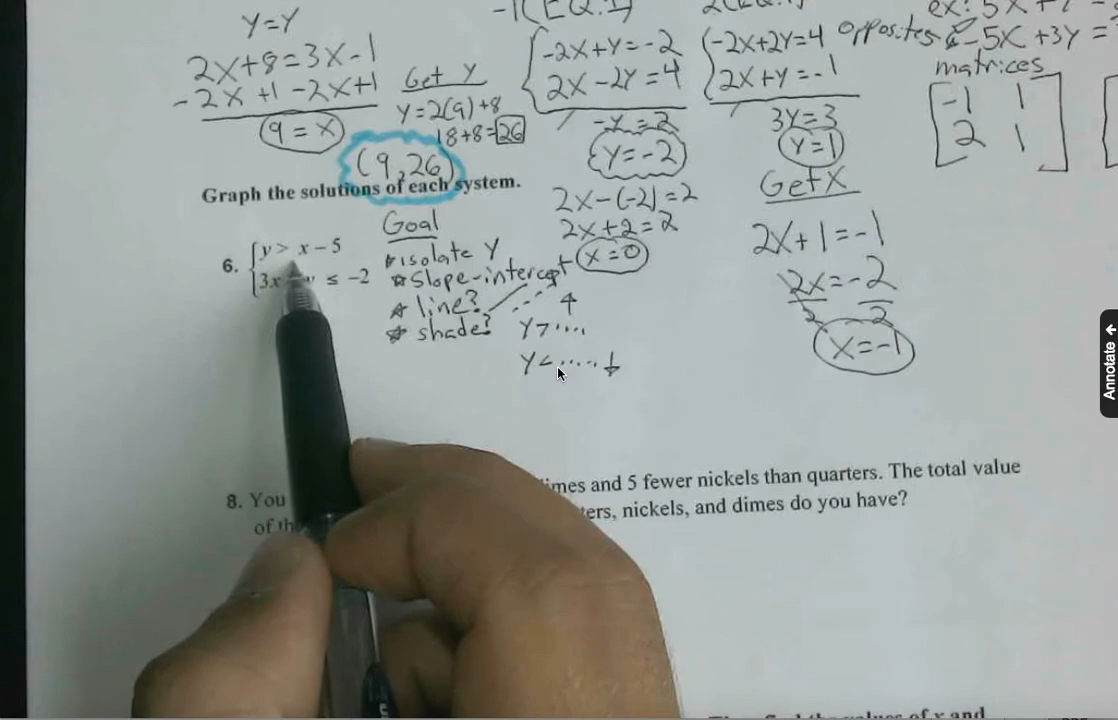 Y=Y
2x+8=3x-1
-2x+1-2x+1
9=x
Get Y
Y=2(9)+8
18+8=26
(9,26)
-1(EQ.1)
-2x+Y=-2
2x-2Y=4
-Y=2
Y=-2
2x-(-2)=2
2x+2=2
x=0
-2x+2Y=4
2x+Y=-1
3Y=3
Y=1
Get X
2x+1=-1
2x=-2
2 2
x=-1
opposites
-5x+3y=
matrices
-1 1
2 1
Graph the solutions of each system.
6. y > x − 5
3x ≤ −2
Goal
isolate Y
Slope-intercept
line?
shade?
Y>....
Y<.....
8. You
and 5 fewer nickels than quarters. The total value
nickels, and dimes do you have?
Annotate